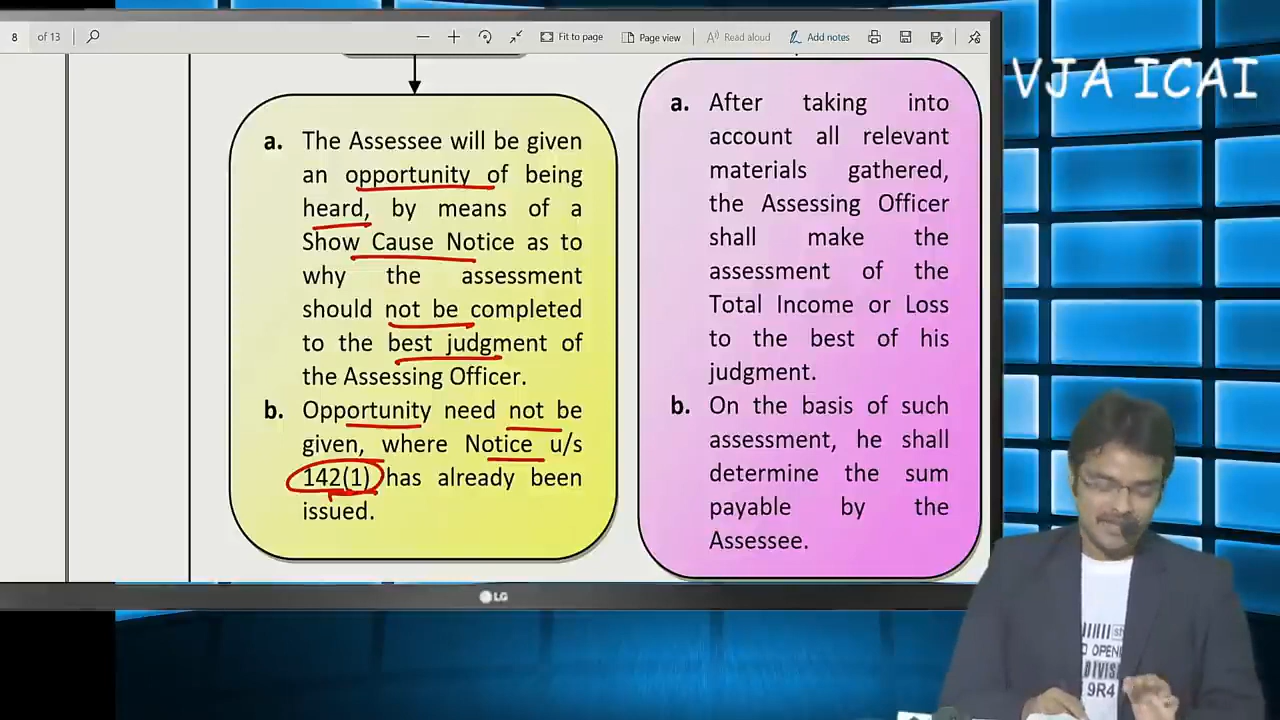 8 of 13 Fit to page Page view Read aloud Add notes
VJA ICAI
a. The Assessee will be given
an opportunity of being
heard, by means of a
Show Cause Notice as to
why the assessment
should not be completed
to the best judgment of
the Assessing Officer.
b. Opportunity need not be
given, where Notice u/s
142(1) has already been
issued.
a. After taking into
account all relevant
materials gathered,
the Assessing Officer
shall make the
assessment of the
Total Income or Loss
to the best of his
judgment.
b. On the basis of such
assessment, he shall
determine the sum
payable by the
Assessee.
LG
9R4